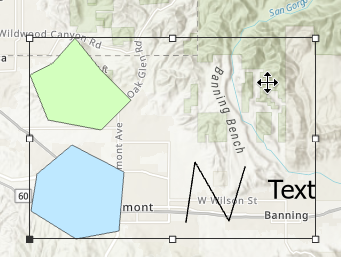 San Gorg
Wildwood Canyon Rd
a
R
Oak Glen Rd
Banning Bench
mont Ave
60
mont
W Wilson St
Text
Banning